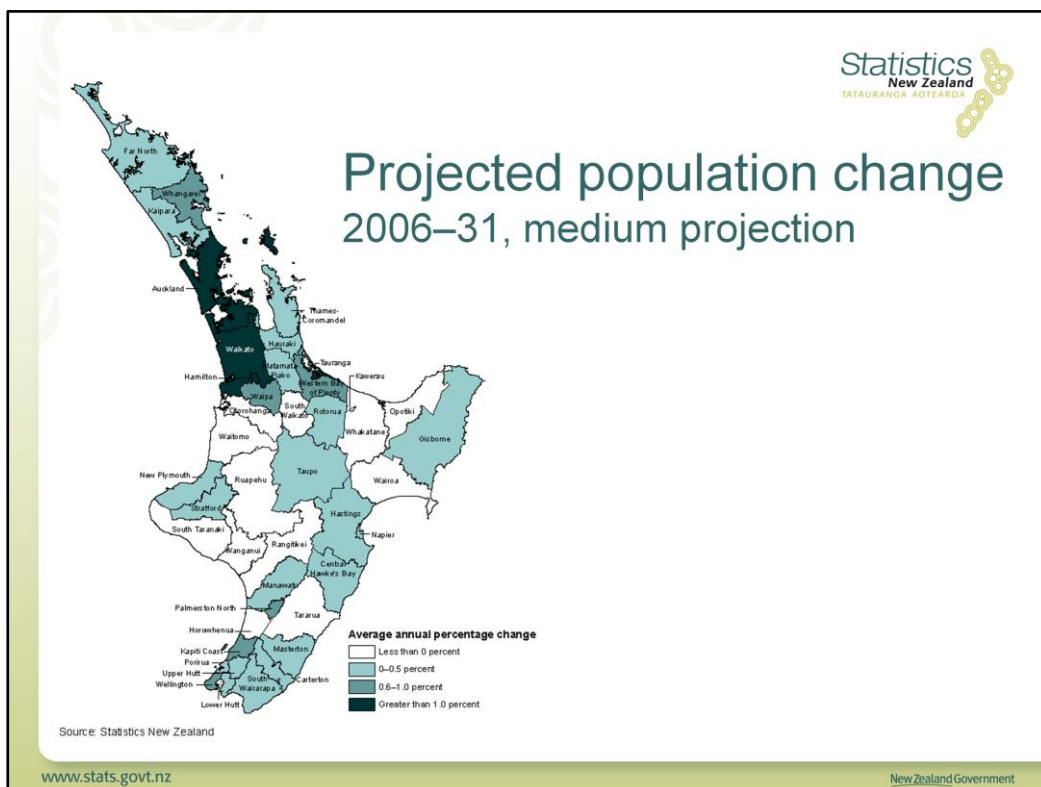 Statistics
New Zealand
TATAURANGA AOTEAROA
Projected population change
2006–31, medium projection
Far North
Whangarei
Kaipara
Auckland
Thames-
Coromandel
Hauraki
Waikato
Tauranga
Matamata
Piako
Kawerau
Hamilton
Western Bay
of Plenty
Waipa
Otorohanga
South
Waikato
Rotorua
Opotiki
Whakatane
Gisborne
Waitomo
New Plymouth
Taupo
Ruapehu
Wairoa
Stratford
Hastings
South Taranaki
Napier
Rangitikei
Wanganui
Central
Hawke's Bay
Manawatu
Palmerston North
Tararua
Horowhenua
Kapiti Coast
Masterton
Porirua
Upper Hutt
South
Wairarapa
Carterton
Wellington
Lower Hutt
Average annual percentage change
Less than 0 percent
0–0.5 percent
0.6–1.0 percent
Greater than 1.0 percent
Source: Statistics New Zealand
www.stats.govt.nz
New Zealand Government